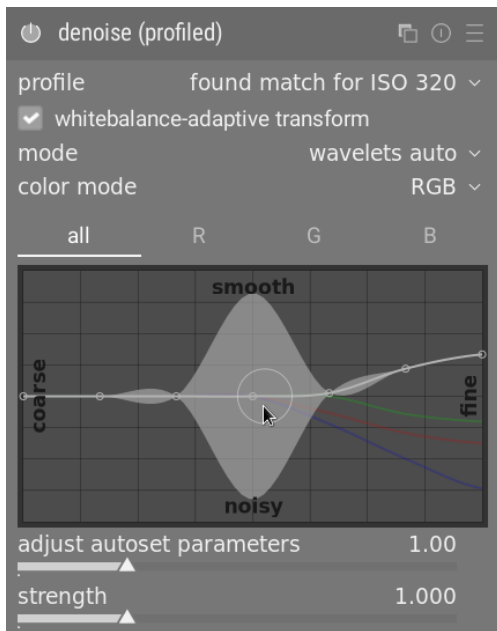 denoise (profiled)
profile found match for ISO 320
whitebalance-adaptive transform
mode wavelets auto
color mode RGB
all R G B
smooth
coarse
fine
noisy
adjust autoset parameters 1.00
strength 1.000